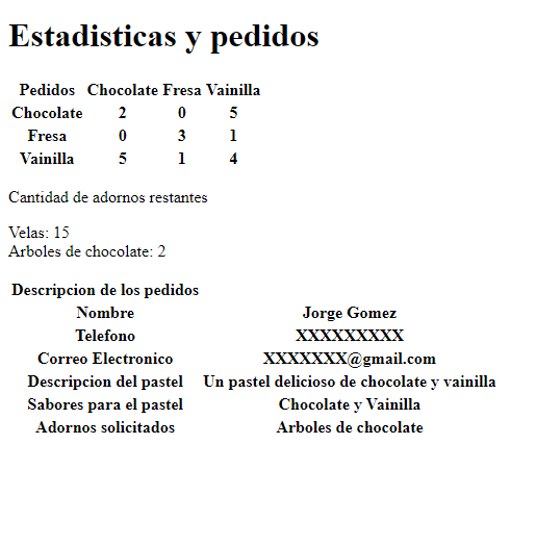 Estadisticas y pedidos
Pedidos Chocolate Fresa Vainilla
Chocolate 2 0 5
Fresa 0 3 1
Vainilla 5 1 4
Cantidad de adornos restantes
Velas: 15
Arboles de chocolate: 2
Descripcion de los pedidos
Nombre Jorge Gomez
Telefono XXXXXXXXX
Correo Electronico XXXXXXX@gmail.com
Descripcion del pastel Un pastel delicioso de chocolate y vainilla
Sabores para el pastel Chocolate y Vainilla
Adornos solicitados Arboles de chocolate